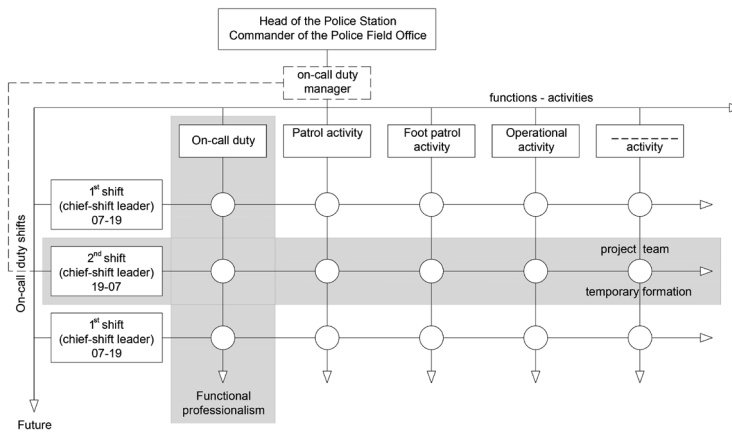 Head of the Police Station
Commander of the Police Field Office
on-call duty
manager
functions - activities
On-call duty
Patrol activity
Foot patrol
activity
Operational
activity
activity
On-call duty shifts
1st shift
(chief-shift leader)
07-19
2nd shift
(chief-shift leader)
19-07
project team
temporary formation
1st shift
(chief-shift leader)
07-19
Functional
professionalism
Future